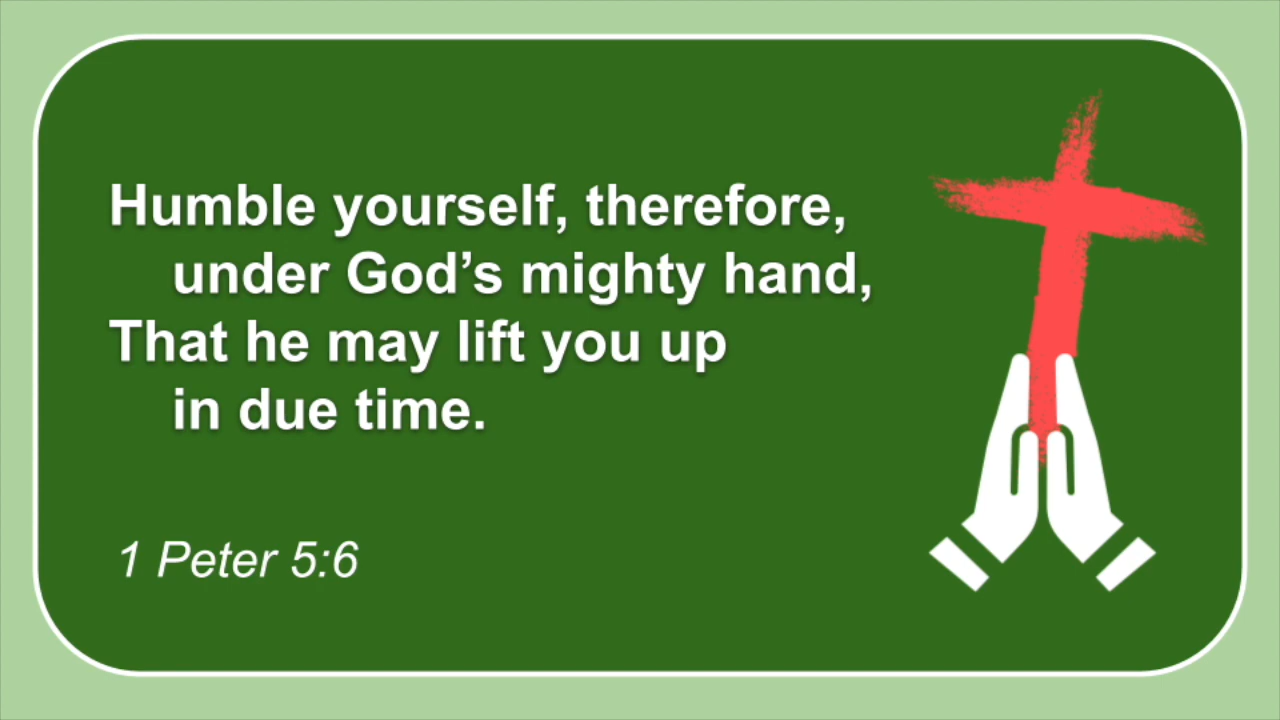 Humble yourself, therefore,
under God’s mighty hand,
That he may lift you up
in due time.
1 Peter 5:6